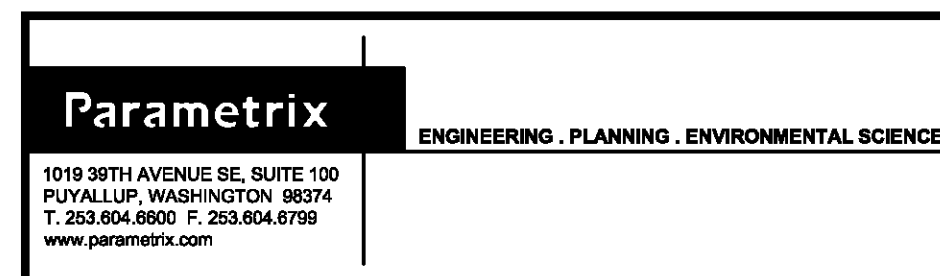 Parametrix
ENGINEERING . PLANNING . ENVIRONMENTAL SCIENCE
1019 39TH AVENUE SE, SUITE 100
PUYALLUP, WASHINGTON 98374
T. 253.604.6600 F. 253.604.6799
www.parametrix.com